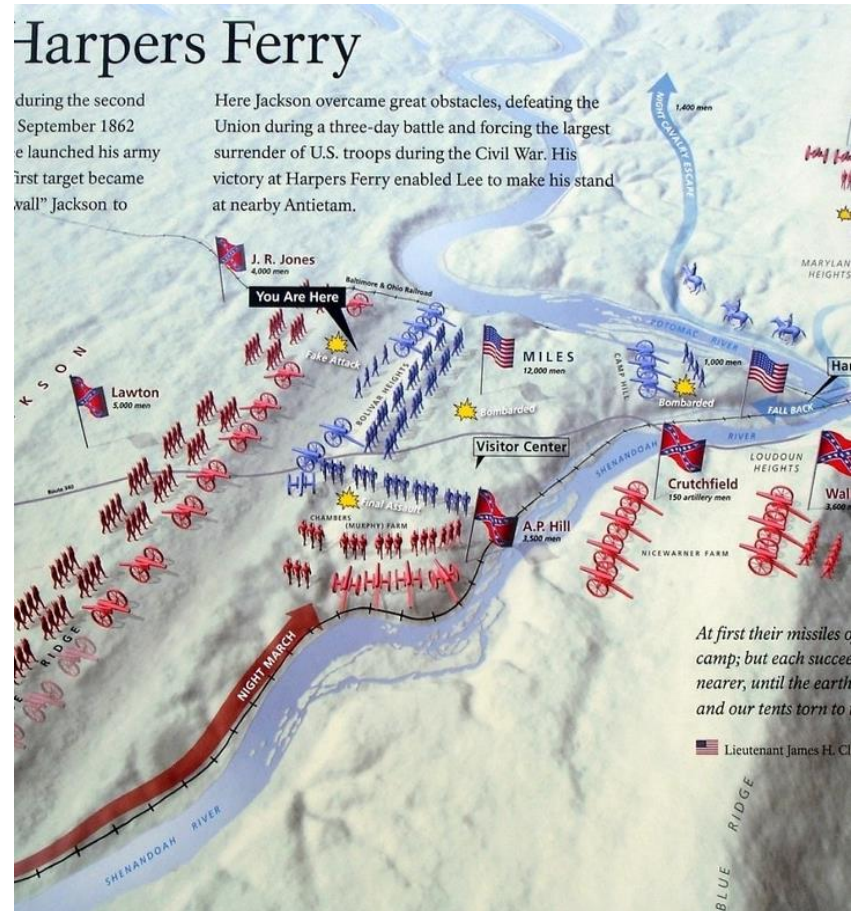 Harpers Ferry
during the second
September 1862
e launched his army
first target became
wall” Jackson to
Here Jackson overcame great obstacles, defeating the
Union during a three-day battle and forcing the largest
surrender of U.S. troops during the Civil War. His
victory at Harpers Ferry enabled Lee to make his stand
at nearby Antietam.
NIGHT CAVALRY ESCAPE
1,400 men
MARYLAN
HEIGHTS
J. R. Jones
4,000 men
Baltimore & Ohio Railroad
You Are Here
Fake Attack
KSON
Lawton
5,000 men
BOLIVAR HEIGHTS
MILES
12,000 men
Bombarded
CAMP HILL
1,000 men
Bombarded
POTOMAC RIVER
Har
FALL BACK
SHENANDOAH RIVER
Visitor Center
LOUDOUN
HEIGHTS
Route 340
Final Assault
CHAMBERS
(MURPHY) FARM
A.P. Hill
3,500 men
Crutchfield
150 artillery men
Wal
3,600 m
NICEWARNER FARM
RIDGE
NIGHT MARCH
SHENANDOAH RIVER
At first their missiles o
camp; but each succee
nearer, until the earth
and our tents torn to
Lieutenant James H. Cl
BLUE RIDGE